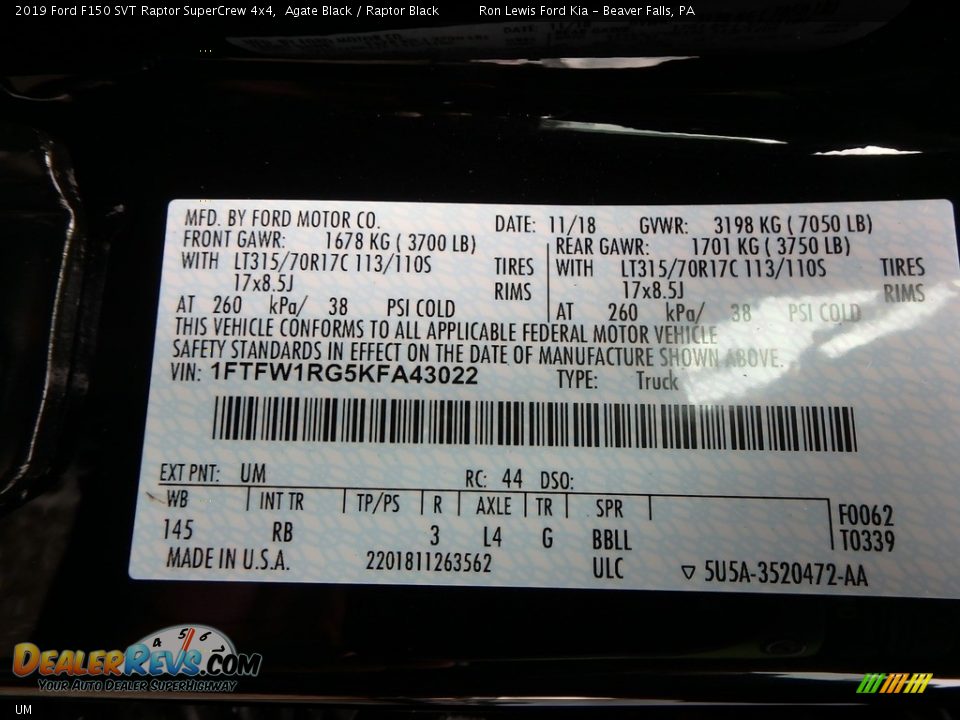 2019 Ford F150 SVT Raptor SuperCrew 4x4, Agate Black / Raptor Black Ron Lewis Ford Kia - Beaver Falls, PA
...
MFD. BY FORD MOTOR CO. DATE: 11/18 GVWR: 3198 KG ( 7050 LB)
FRONT GAWR: 1678 KG ( 3700 LB) REAR GAWR: 1701 KG ( 3750 LB)
WITH LT315/70R17C 113/110S TIRES WITH LT315/70R17C 113/110S TIRES
17x8.5J RIMS 17x8.5J RIMS
AT 260 kPa/ 38 PSI COLD AT 260 kPa/ 38 PSI COLD
THIS VEHICLE CONFORMS TO ALL APPLICABLE FEDERAL MOTOR VEHICLE
SAFETY STANDARDS IN EFFECT ON THE DATE OF MANUFACTURE SHOWN ABOVE.
VIN: 1FTFW1RG5KFA43022 TYPE: Truck
EXT PNT: UM RC: 44 DSO:
WB INT TR TP/PS R AXLE TR SPR F0062
145 RB 3 L4 G BBLL T0339
MADE IN U.S.A. 2201811263562 ULC ▽ 5U5A-3520472-AA
4 5 6
DealerRevs.com
Your Auto Dealer SuperHighway
UM